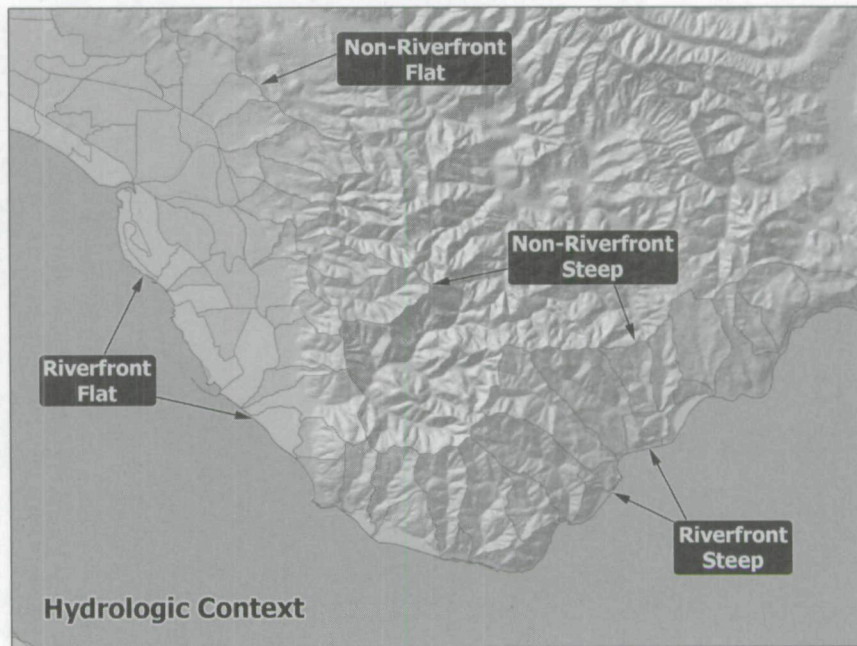 Non-Riverfront
Flat
Non-Riverfront
Steep
Riverfront
Flat
Riverfront
Steep
Hydrologic Context